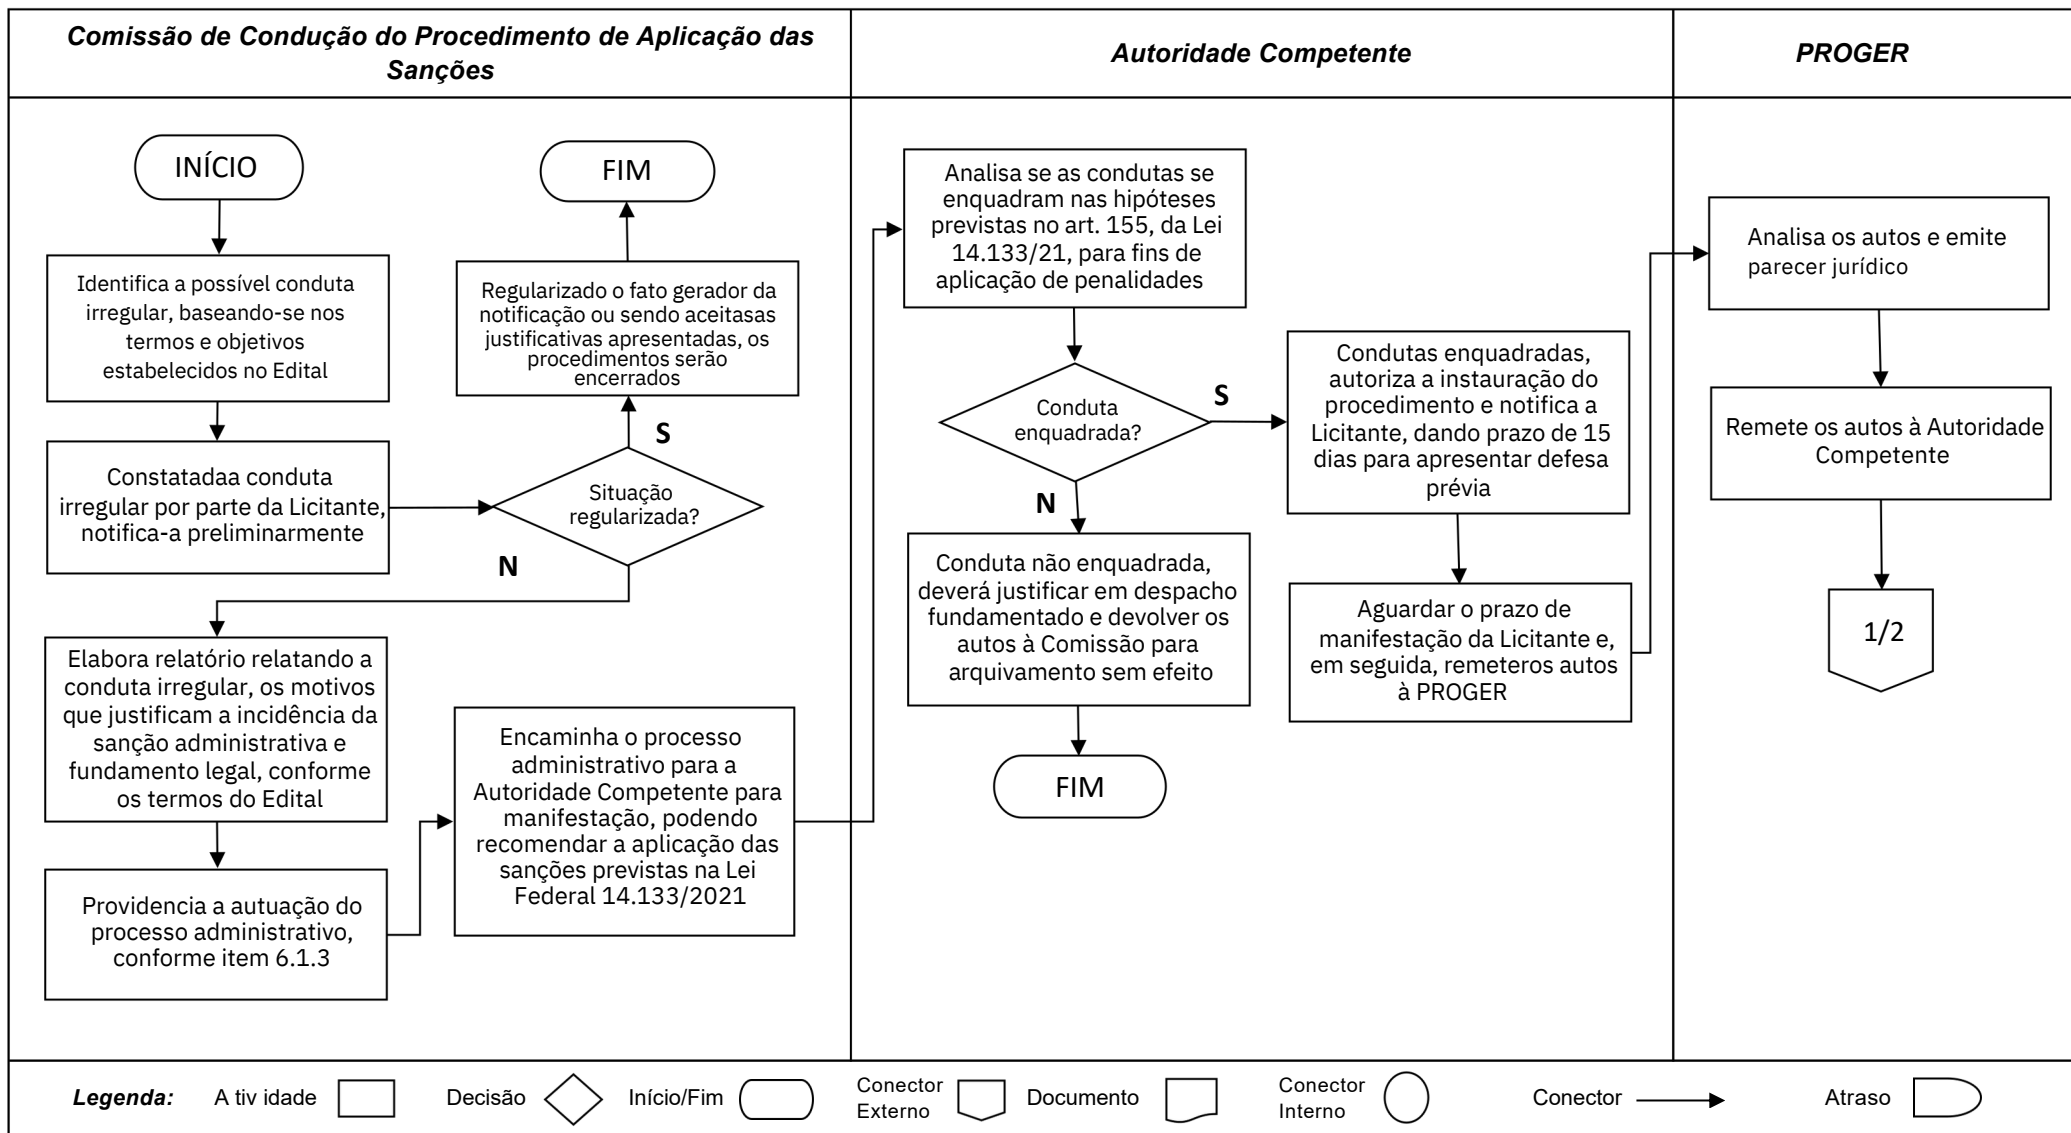 Comissão de Condução do Procedimento de Aplicação das
Sanções
Autoridade Competente
PROGER
INÍCIO
Identifica a possível conduta
irregular, baseando-se nos
termos e objetivos
estabelecidos no Edital
Constatadaa conduta
irregular por parte da Licitante,
notifica-a preliminarmente
FIM
Regularizado o fato gerador da
notificação ou sendo aceitasas
justificativas apresentadas, os
procedimentos serão
encerrados
S
Situação
regularizada?
N
Elabora relatório relatando a
conduta irregular, os motivos
que justificam a incidência da
sanção administrativa e
fundamento legal, conforme
os termos do Edital
Providencia a autuação do
processo administrativo,
conforme item 6.1.3
Encaminha o processo
administrativo para a
Autoridade Competente para
manifestação, podendo
recomendar a aplicação das
sanções previstas na Lei
Federal 14.133/2021
Analisa se as condutas se
enquadram nas hipóteses
previstas no art. 155, da Lei
14.133/21, para fins de
aplicação de penalidades
Conduta
enquadrada?
S
N
Conduta não enquadrada,
deverá justificar em despacho
fundamentado e devolver os
autos à Comissão para
arquivamento sem efeito
FIM
Condutas enquadradas,
autoriza a instauração do
procedimento e notifica a
Licitante, dando prazo de 15
dias para apresentar defesa
prévia
Aguardar o prazo de
manifestação da Licitante e,
em seguida, remeteros autos
à PROGER
Analisa os autos e emite
parecer jurídico
Remete os autos à Autoridade
Competente
1/2
Legenda:
A tiv idade
Decisão
Início/Fim
Conector
Externo
Documento
Conector
Interno
Conector
Atraso